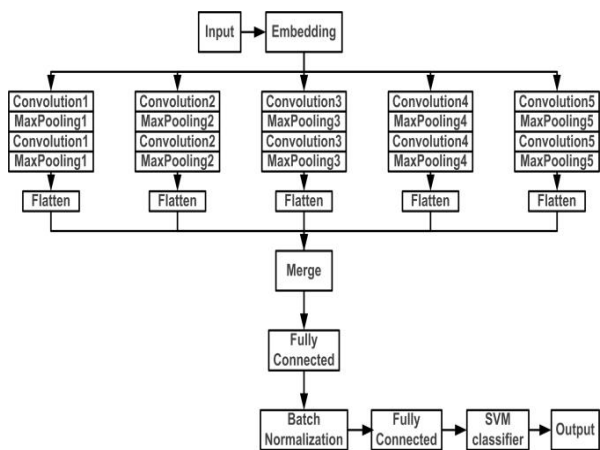 Input
Embedding
Convolution1
MaxPooling1
Convolution1
MaxPooling1
Convolution2
MaxPooling2
Convolution2
MaxPooling2
Convolution3
MaxPooling3
Convolution3
MaxPooling3
Convolution4
MaxPooling4
Convolution4
MaxPooling4
Convolution5
MaxPooling5
Convolution5
MaxPooling5
Flatten
Flatten
Flatten
Flatten
Flatten
Merge
Fully
Connected
Batch
Normalization
Fully
Connected
SVM
classifier
Output